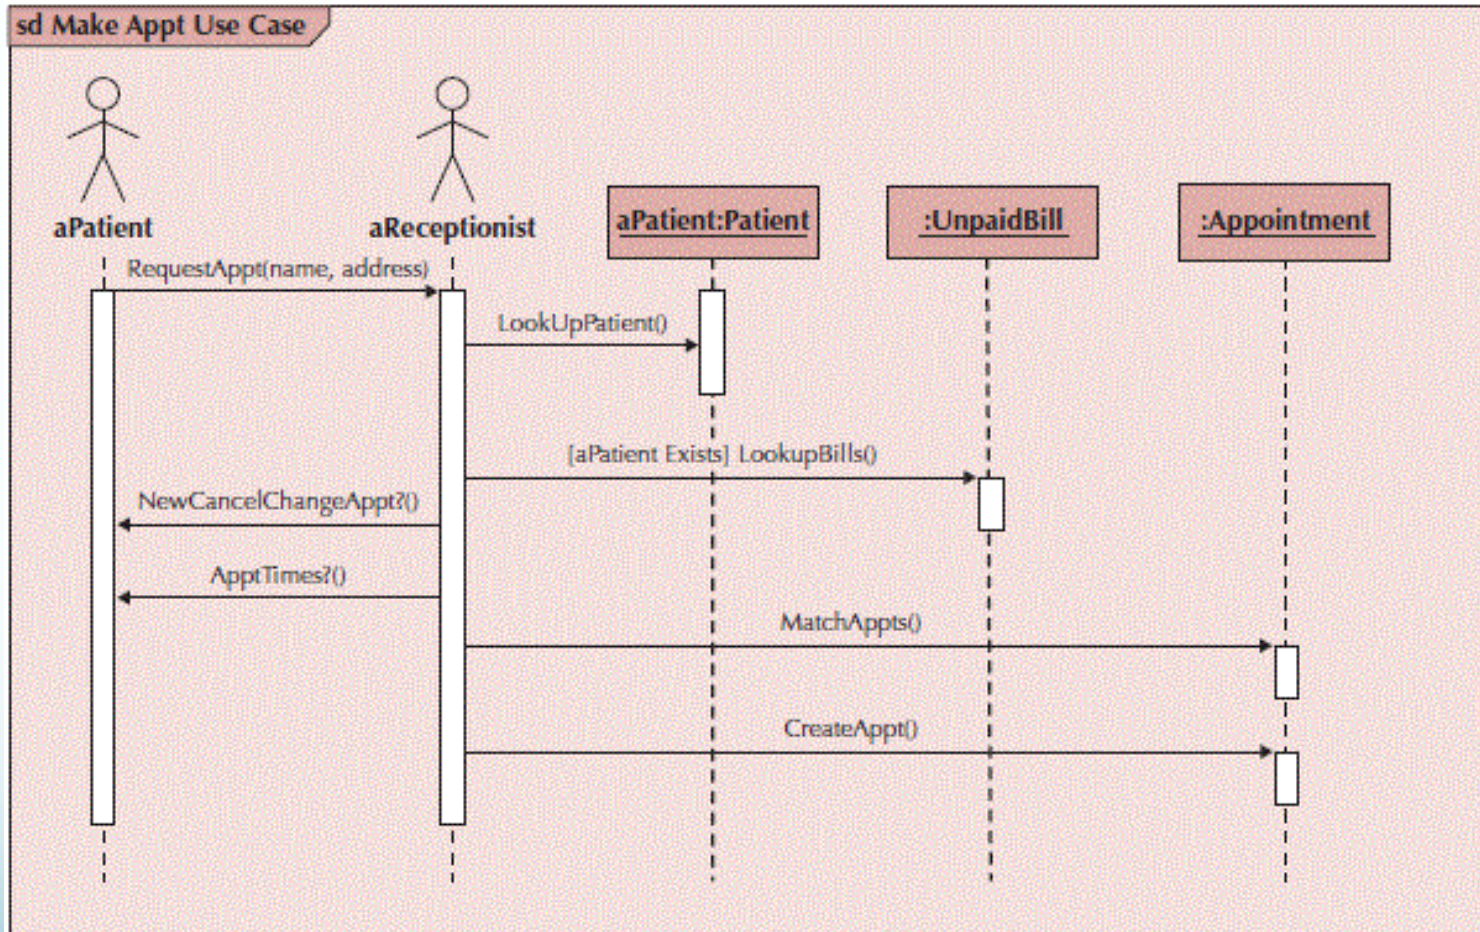 sd Make Appt Use Case
aPatient
aReceptionist
aPatient:Patient
:UnpaidBill
:Appointment
RequestAppt(name, address)
LookUpPatient()
[aPatient Exists] LookupBills()
NewCancelChangeAppt?()
ApptTimes?()
MatchAppts()
CreateAppt()